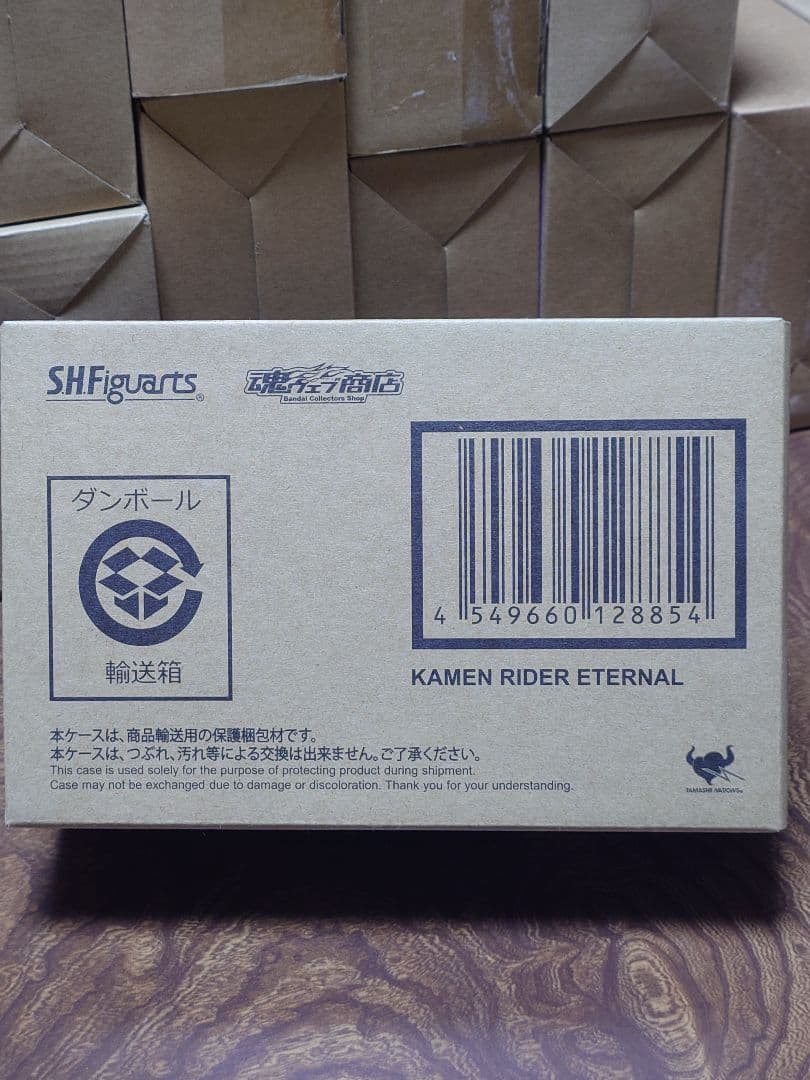 S.H.Figuarts®
魂ウェブ商店
Bandai Collectors Shop
ダンボール
輸送箱
4 549660 128854
KAMEN RIDER ETERNAL
本ケースは、商品輸送用の保護梱包材です。
本ケースは、つぶれ、汚れ等による交換は出来ません。ご了承ください。
This case is used solely for the purpose of protecting product during shipment.
Case may not be exchanged due to damage or discoloration. Thank you for your understanding.
TAMASHII NATIONS